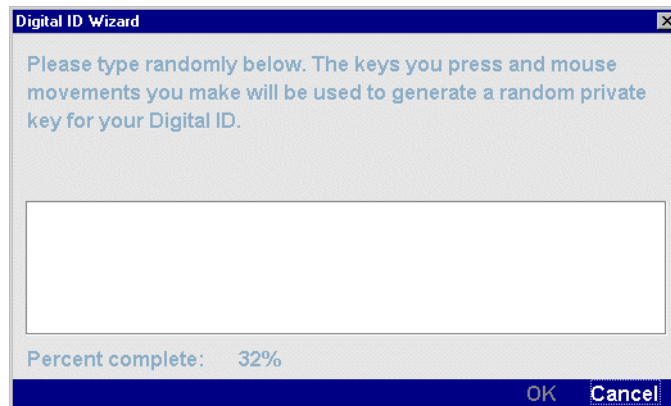 Digital ID Wizard
Please type randomly below. The keys you press and mouse
movements you make will be used to generate a random private
key for your Digital ID.
Percent complete: 32%
OK Cancel